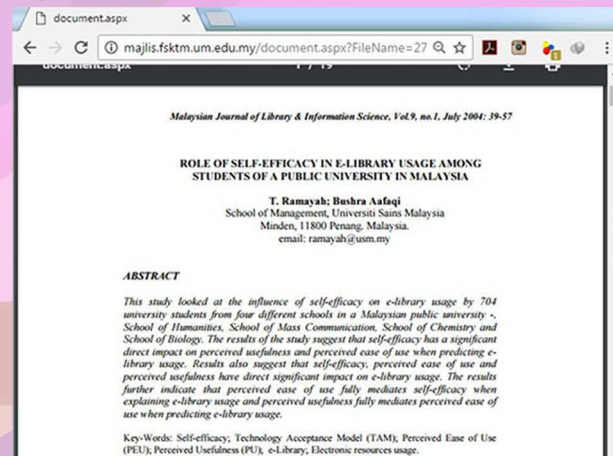 document.aspx
majlis.fsktm.um.edu.my/document.aspx?FileName=27
document.aspx
1 / 19
Malaysian Journal of Library & Information Science, Vol.9, no.1, July 2004: 39-57
ROLE OF SELF-EFFICACY IN E-LIBRARY USAGE AMONG
STUDENTS OF A PUBLIC UNIVERSITY IN MALAYSIA
T. Ramayah; Bushra Aafaqi
School of Management, Universiti Sains Malaysia
Minden, 11800 Penang. Malaysia.
email: ramayah@usm.my
ABSTRACT
This study looked at the influence of self-efficacy on e-library usage by 704
university students from four different schools in a Malaysian public university -,
School of Humanities, School of Mass Communication, School of Chemistry and
School of Biology. The results of the study suggest that self-efficacy has a significant
direct impact on perceived usefulness and perceived ease of use when predicting e-
library usage. Results also suggest that self-efficacy, perceived ease of use and
perceived usefulness have direct significant impact on e-library usage. The results
further indicate that perceived ease of use fully mediates self-efficacy when
explaining e-library usage and perceived usefulness fully mediates perceived ease of
use when predicting e-library usage.
Key-Words: Self-efficacy; Technology Acceptance Model (TAM); Perceived Ease of Use
(PEU); Perceived Usefulness (PU); e-Library; Electronic resources usage.